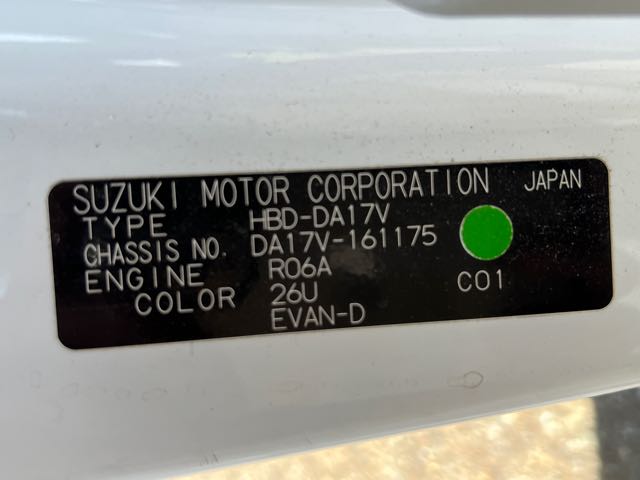 SUZUKI MOTOR CORPORATION JAPAN
TYPE HBD-DA17V
CHASSIS NO. DA17V-161175
ENGINE R06A
COLOR 26U C01
EVAN-D